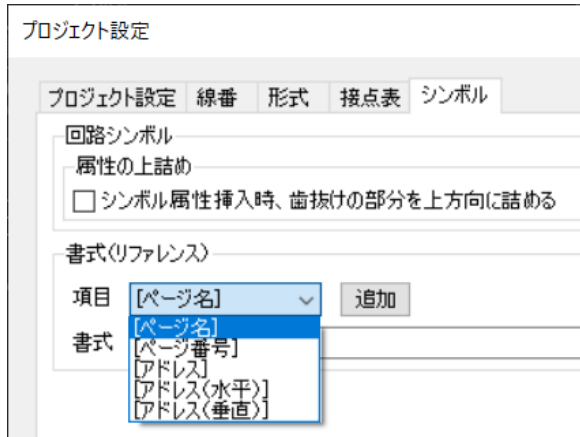 プロジェクト設定
プロジェクト設定 線番 形式 接点表 シンボル
回路シンボル
属性の上詰め
シンボル属性挿入時、歯抜けの部分を上方向に詰める
書式(リファレンス)
項目 [ページ名] 追加
[ページ名]
書式 [ページ番号]
[アドレス]
[アドレス(水平)]
[アドレス(垂直)]